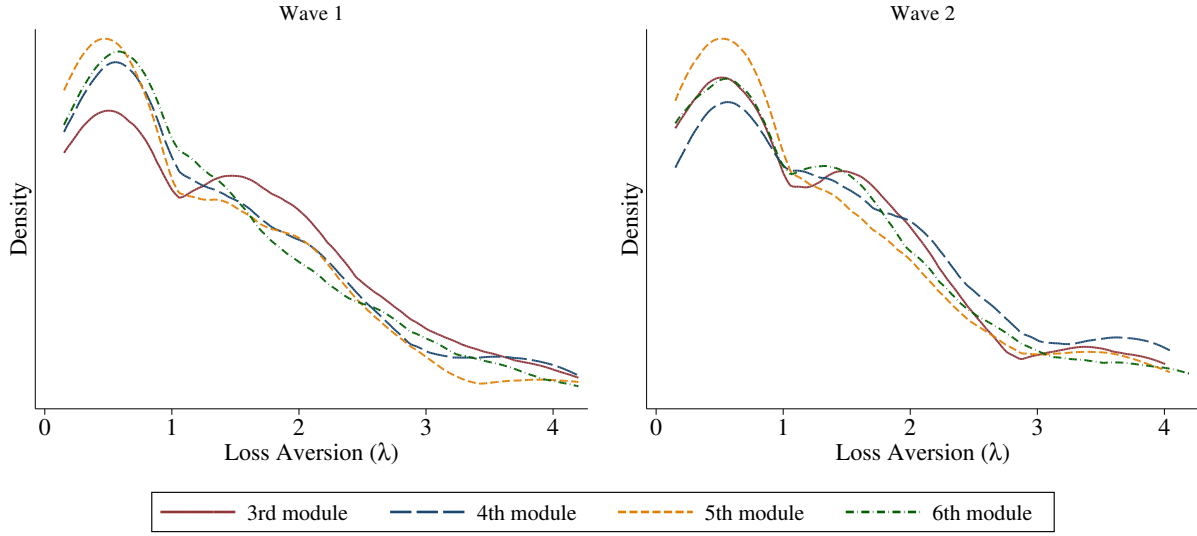 Wave 1
Density
0 1 2 3 4
Loss Aversion (λ)
Wave 2
Density
0 1 2 3 4
Loss Aversion (λ)
3rd module 4th module 5th module 6th module